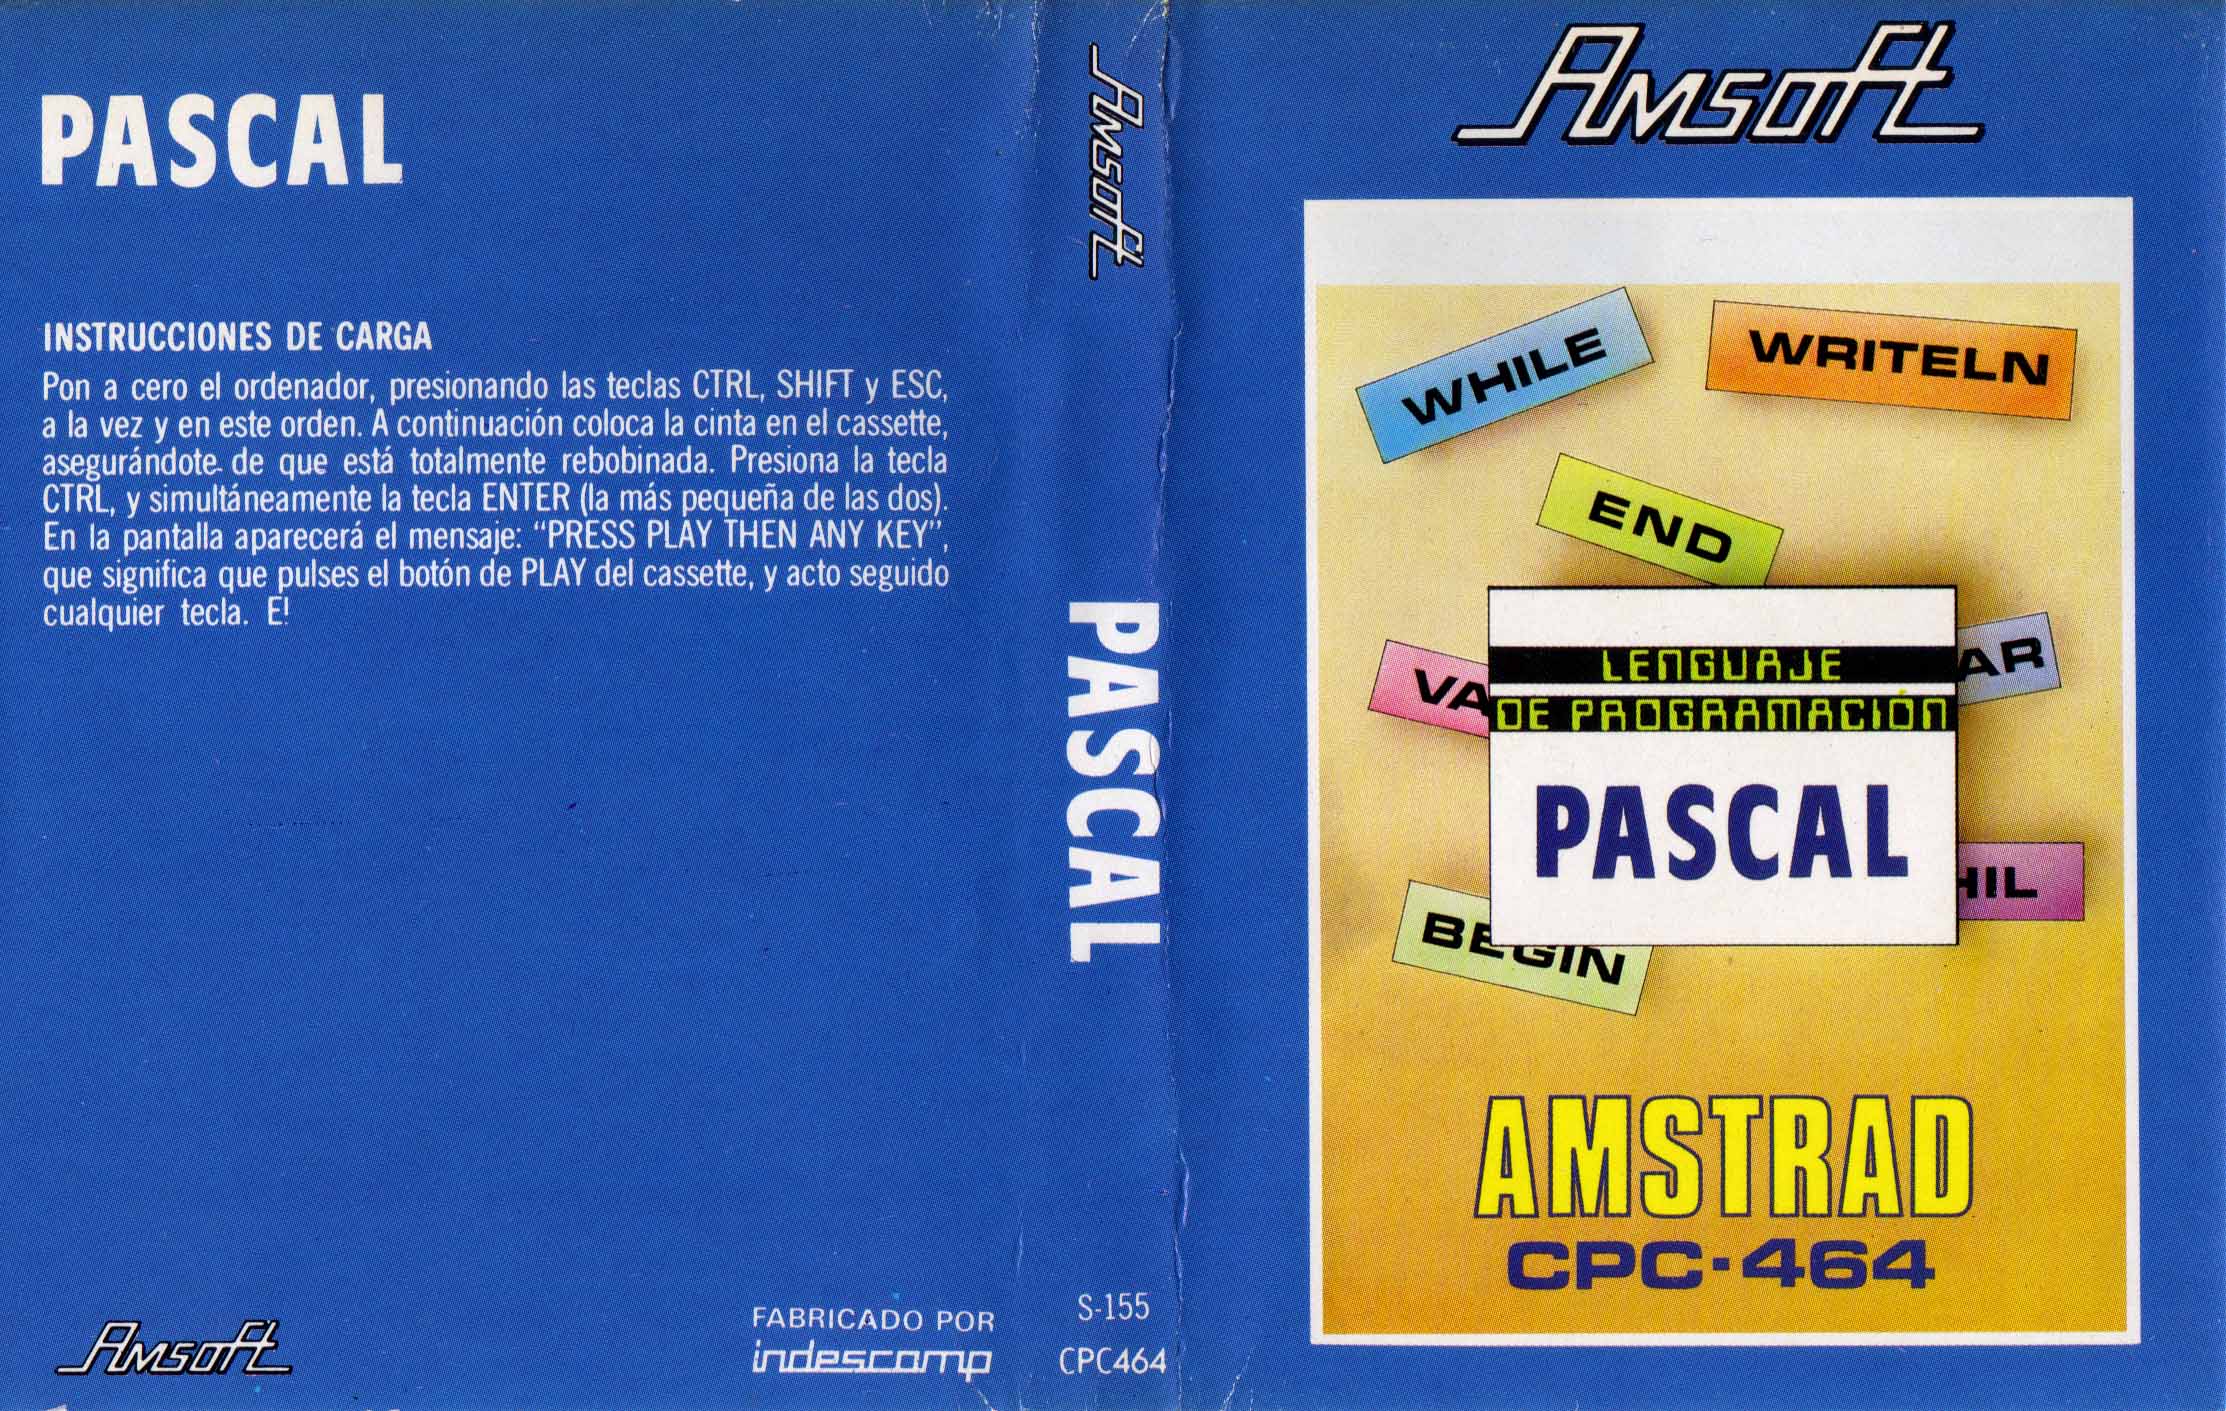 PASCAL
INSTRUCCIONES DE CARGA
Pon a cero el ordenador, presionando las teclas CTRL, SHIFT y ESC,
a la vez y en este orden. A continuación coloca la cinta en el cassette,
asegurándote de que está totalmente rebobinada. Presiona la tecla
CTRL, y simultáneamente la tecla ENTER (la más pequeña de las dos).
En la pantalla aparecerá el mensaje: “PRESS PLAY THEN ANY KEY”,
que significa que pulses el botón de PLAY del cassette, y acto seguido
cualquier tecla. E!
Amsoft
FABRICADO POR
indescomp
Amsoft
PASCAL
S-155
CPC464
Amsoft
WHILE
WRITELN
END
VA
AR
LENGUAJE
DE PROGRAMACIÓN
PASCAL
HIL
BEGIN
AMSTRAD
CPC·464